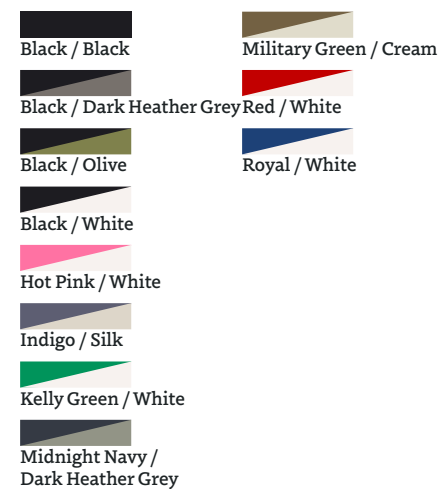 Black / Black
Black / Dark Heather Grey
Black / Olive
Black / White
Hot Pink / White
Indigo / Silk
Kelly Green / White
Midnight Navy /
Dark Heather Grey
Military Green / Cream
Red / White
Royal / White